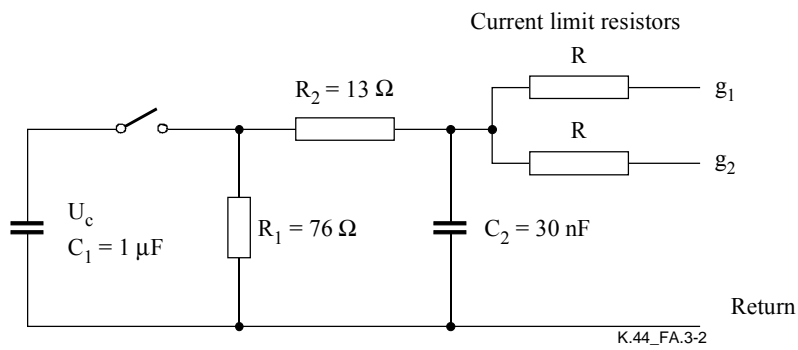 Current limit resistors
R
R₂ = 13 Ω
g₁
R
g₂
U_c
C₁ = 1 µF
R₁ = 76 Ω
C₂ = 30 nF
Return
K.44_FA.3-2